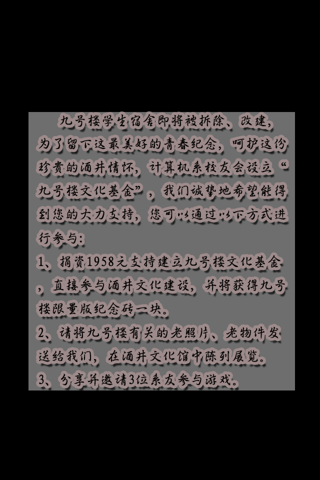 九号楼学生宿舍即将被拆除、改建，
为了留下这最美好的青春纪念，呵护这份
珍贵的酒井情怀，计算机系校友会设立“
九号楼文化基金”，我们诚挚地希望能得
到您的大力支持，您可以通过以下方式进
行参与：
1、捐资1958元支持建立九号楼文化基金
，直接参与酒井文化建设，并将获得九号
楼限量版纪念砖一块。
2、请将九号楼有关的老照片、老物件发
送给我们，在酒井文化馆中陈列展览。
3、分享并邀请3位系友参与游戏。